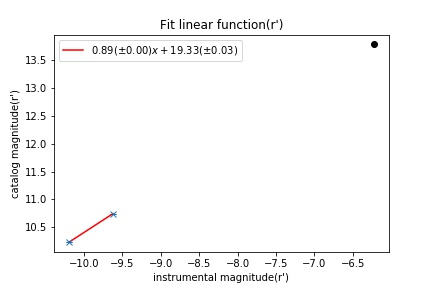 Fit linear function(r')
0.89(±0.00)x + 19.33(±0.03)
catalog magnitude(r')
13.5
13.0
12.5
12.0
11.5
11.0
10.5
−10.0 −9.5 −9.0 −8.5 −8.0 −7.5 −7.0 −6.5
instrumental magnitude(r')